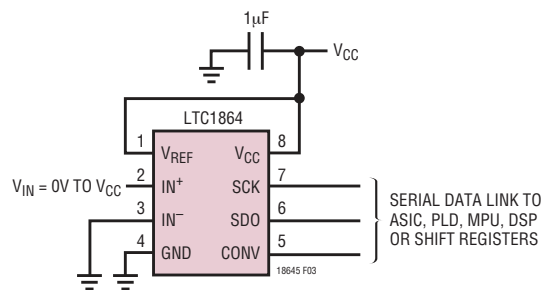 1µF
VCC
LTC1864
1 8
VREF VCC
VIN = 0V TO VCC
2 7
IN+ SCK
3 6
IN− SDO
4 5
GND CONV
SERIAL DATA LINK TO
ASIC, PLD, MPU, DSP
OR SHIFT REGISTERS
18645 F03